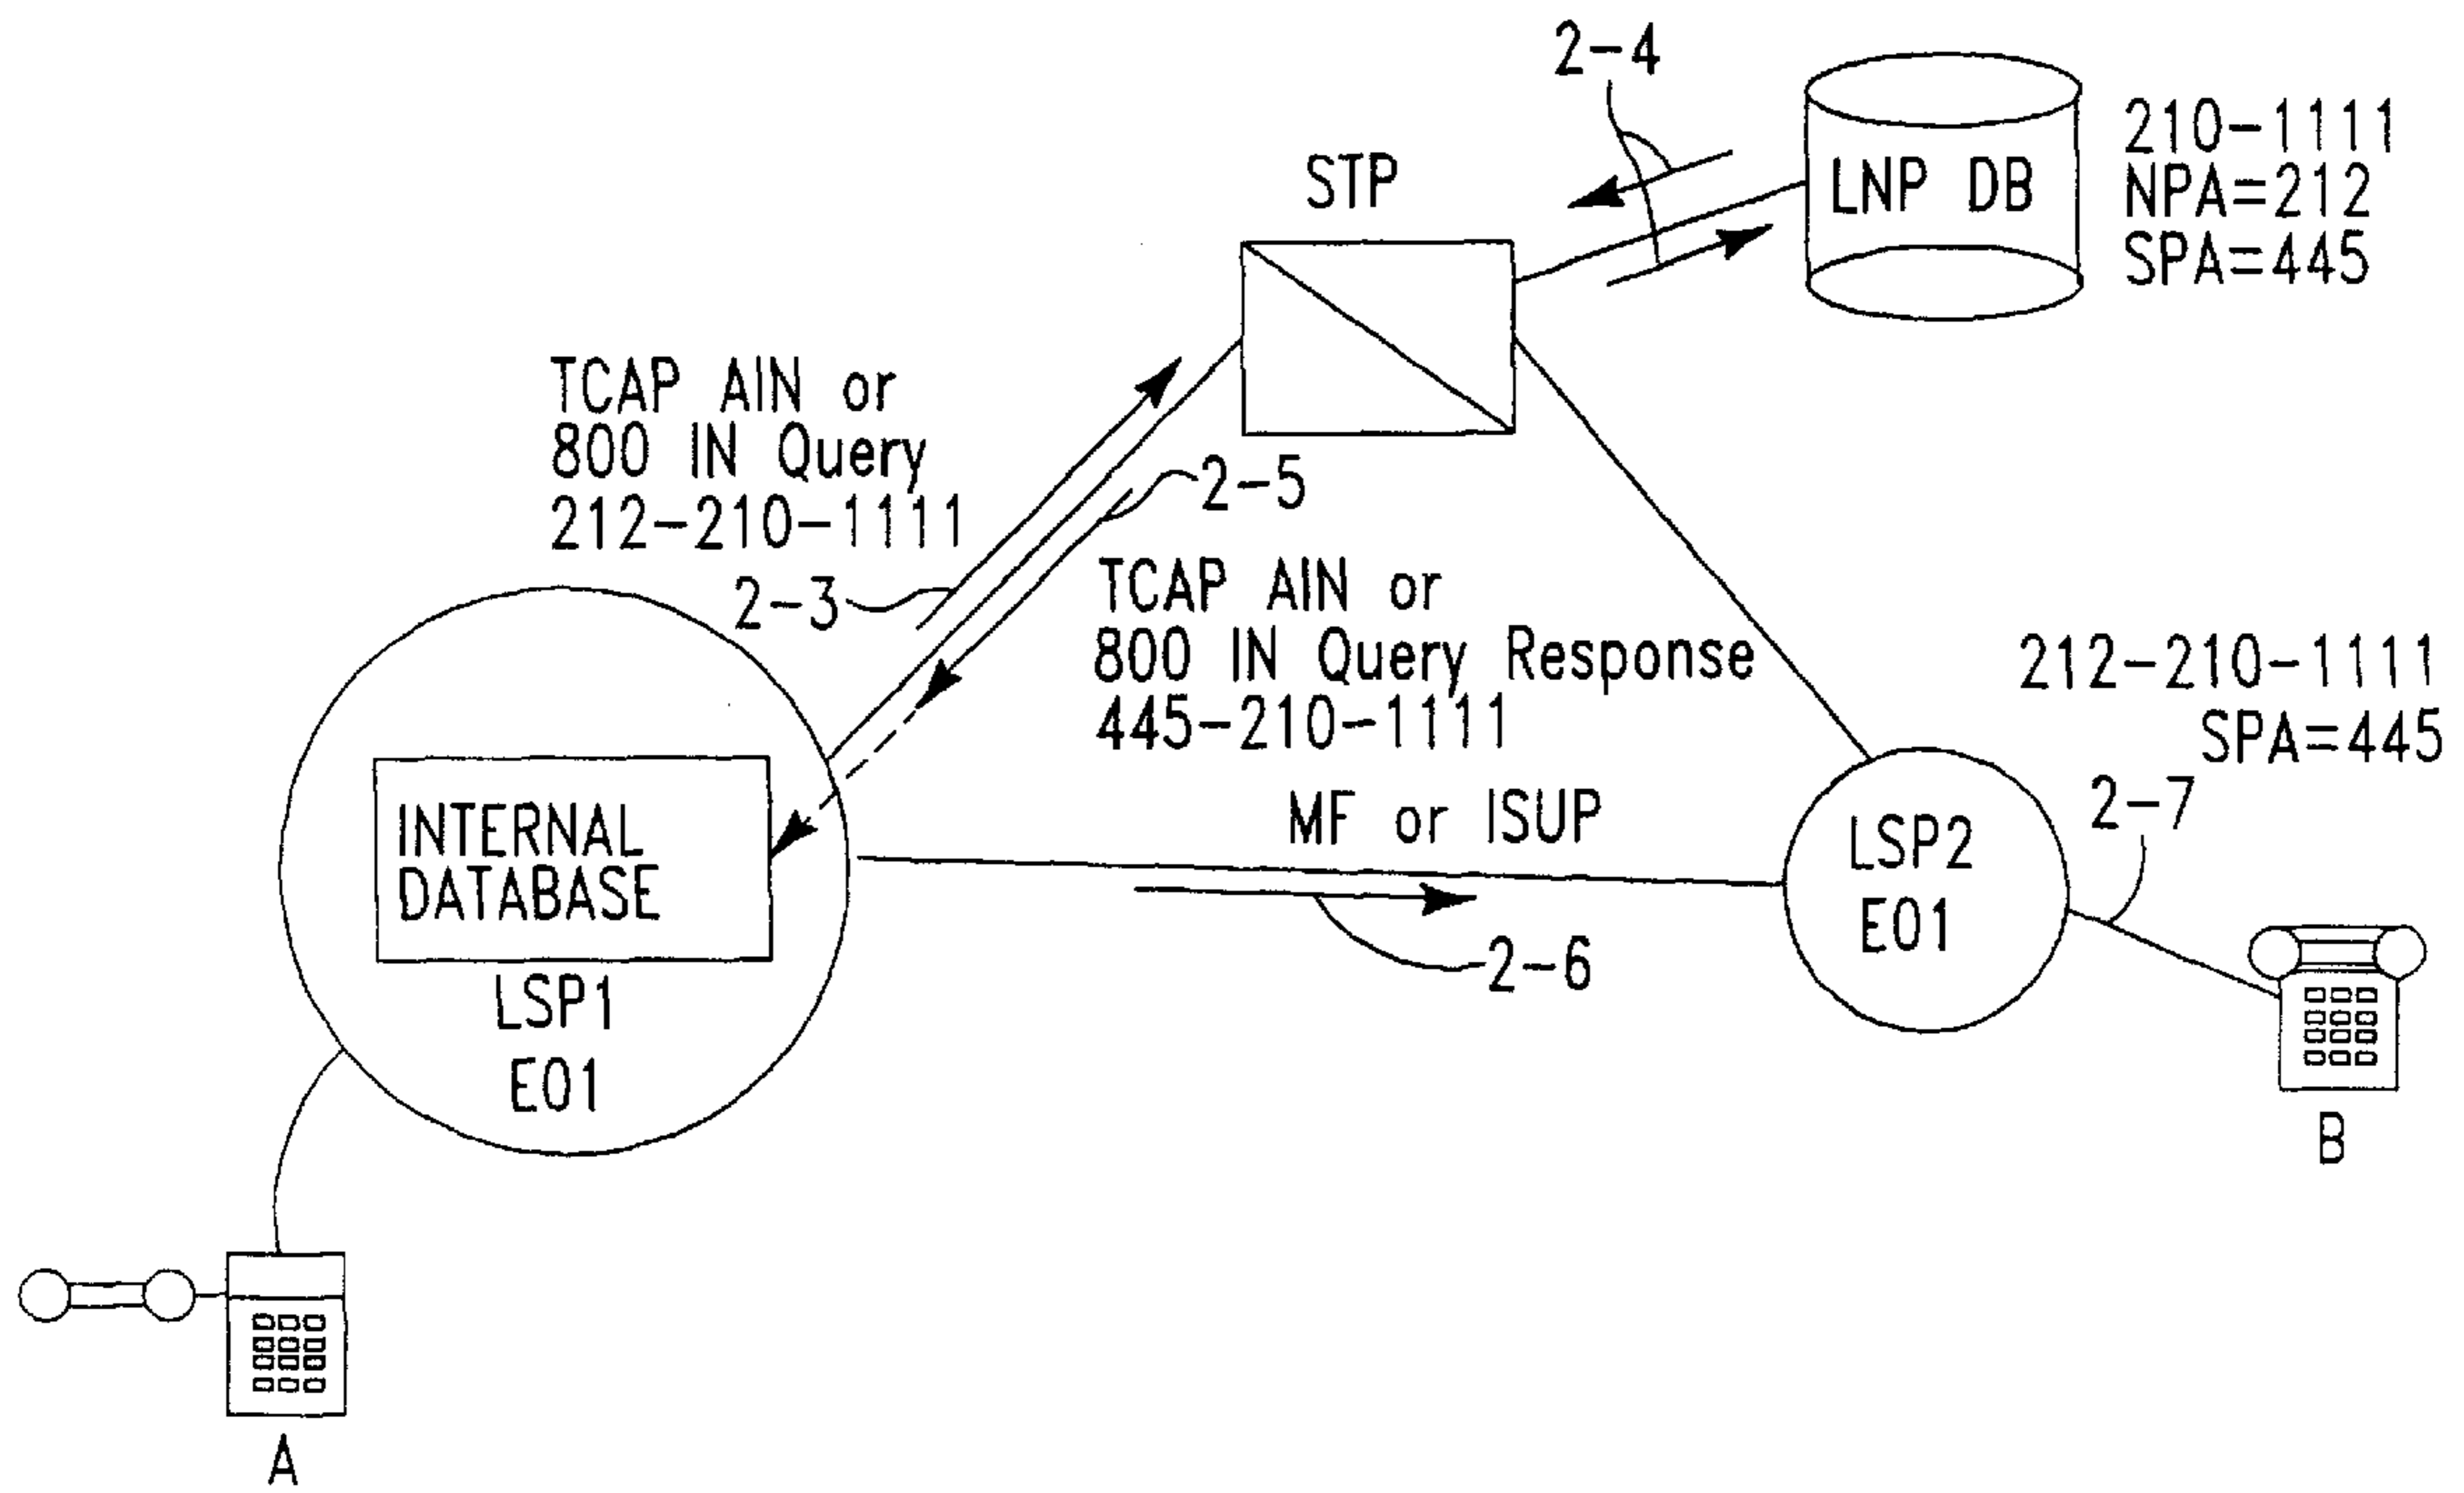 2-4
STP
LNP DB
210-1111
NPA=212
SPA=445
TCAP AIN or
800 IN Query
212-210-1111
2-3
2-5
TCAP AIN or
800 IN Query Response
445-210-1111
212-210-1111
SPA=445
2-7
MF or ISUP
INTERNAL
DATABASE
LSP1
EO1
LSP2
EO1
2-6
B
A